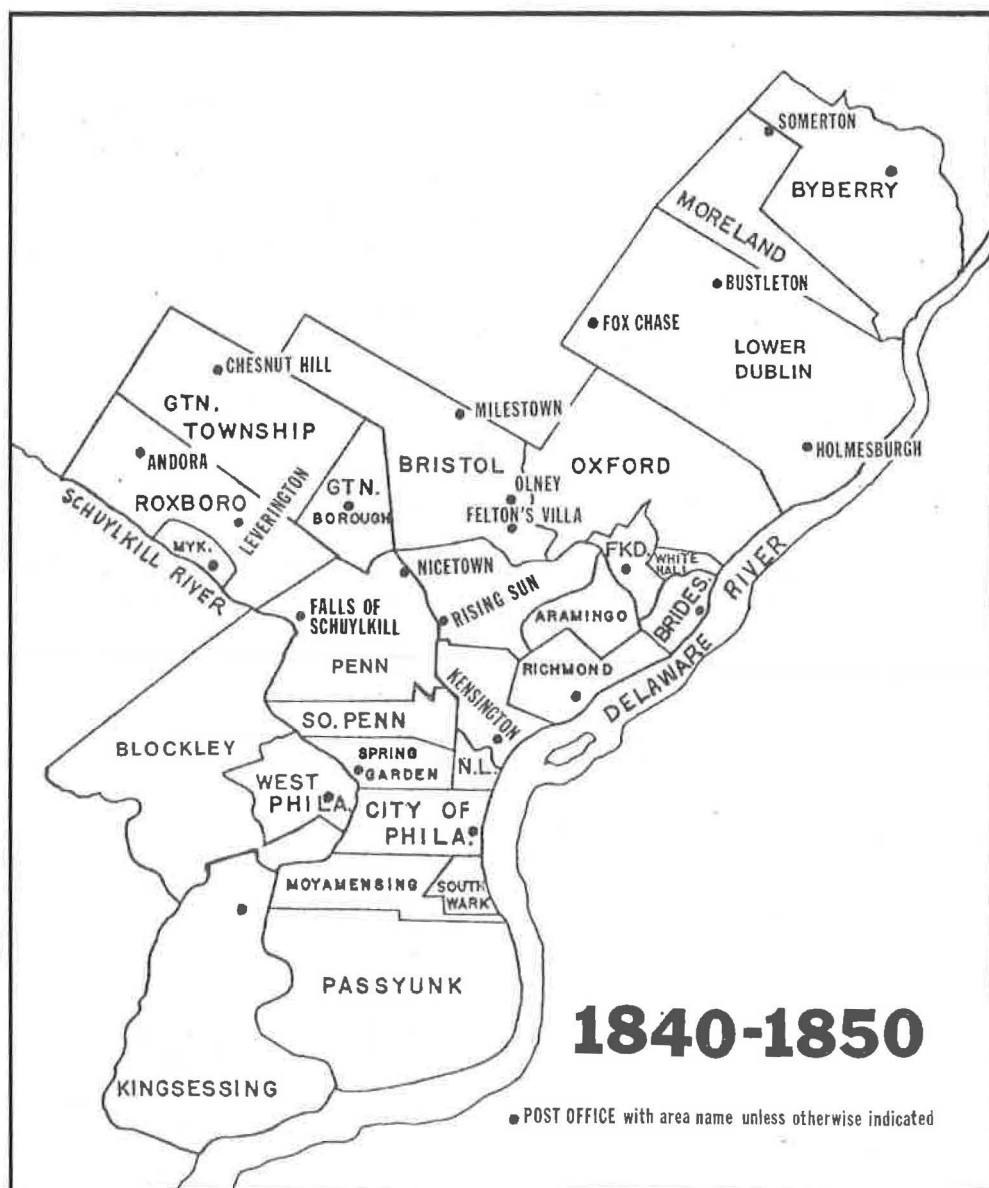 SOMERTON
BYBERRY
MORELAND
BUSTLETON
FOX CHASE
LOWER
DUBLIN
CHESNUT HILL
GTN.
TOWNSHIP
MILESTOWN
ANDORA
BRISTOL
OXFORD
HOLMESBURGH
ROXBORO
LEVERINGTON
GTN.
BOROUGH
OLNEY
FELTON'S VILLA
SCHUYLKILL RIVER
MYK.
NICETOWN
FKD.
WHITE
HALL
BRIDES.
RISING SUN
ARAMINGO
FALLS OF
SCHUYLKILL
DELAWARE RIVER
PENN
RICHMOND
KENSINGTON
SO. PENN
BLOCKLEY
SPRING
GARDEN
N.L.
WEST
PHILA.
CITY OF
PHILA.
MOYAMENSING
SOUTH
WARK
PASSYUNK
KINGSESSING
1840-1850
POST OFFICE with area name unless otherwise indicated